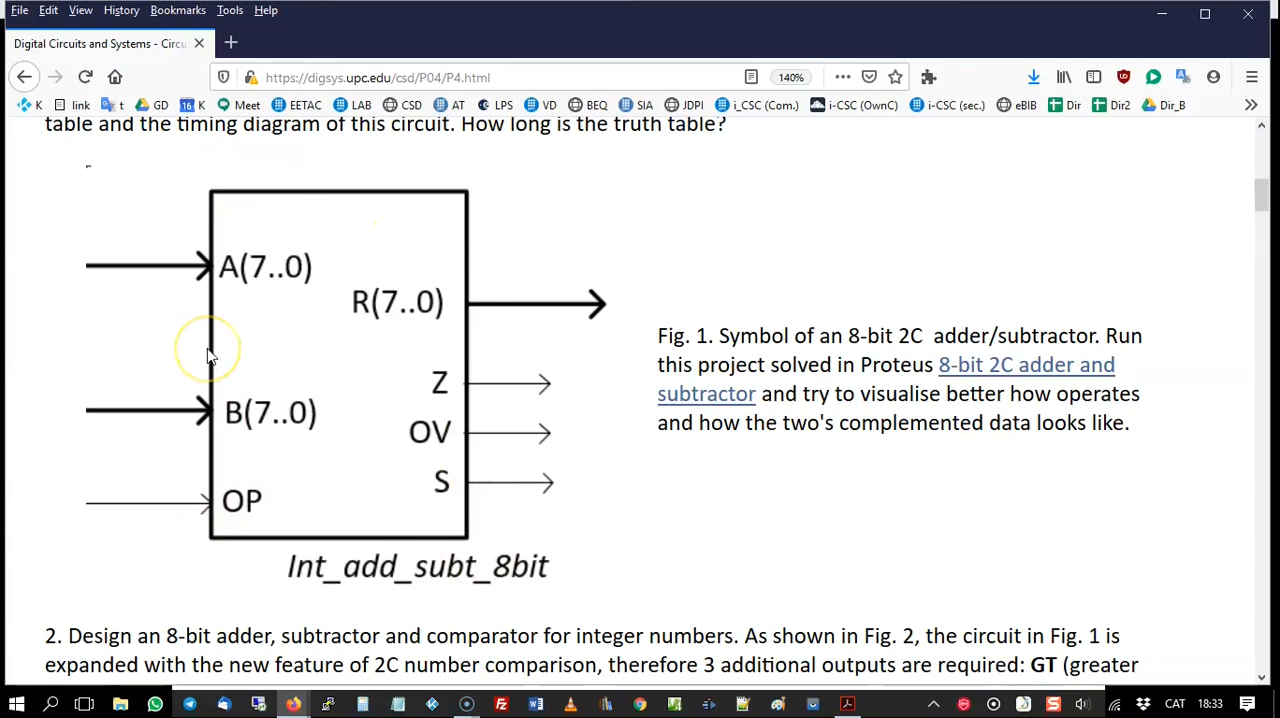 File Edit View History Bookmarks Tools Help
Digital Circuits and Systems - Circu
https://digsys.upc.edu/csd/P04/P4.html 140%
K link t GD 16 K Meet EETAC LAB CSD AT LPS VD BEQ SIA JDPI i_CSC (Com.) i-CSC (OwnC) i-CSC (sec.) eBIB Dir Dir2 Dir_B
table and the timing diagram of this circuit. How long is the truth table?
A(7..0)
R(7..0)
Z
B(7..0)
OV
S
OP
Int_add_subt_8bit
Fig. 1. Symbol of an 8-bit 2C adder/subtractor. Run
this project solved in Proteus 8-bit 2C adder and
subtractor and try to visualise better how operates
and how the two's complemented data looks like.
2. Design an 8-bit adder, subtractor and comparator for integer numbers. As shown in Fig. 2, the circuit in Fig. 1 is
expanded with the new feature of 2C number comparison, therefore 3 additional outputs are required: GT (greater
CAT 18:33